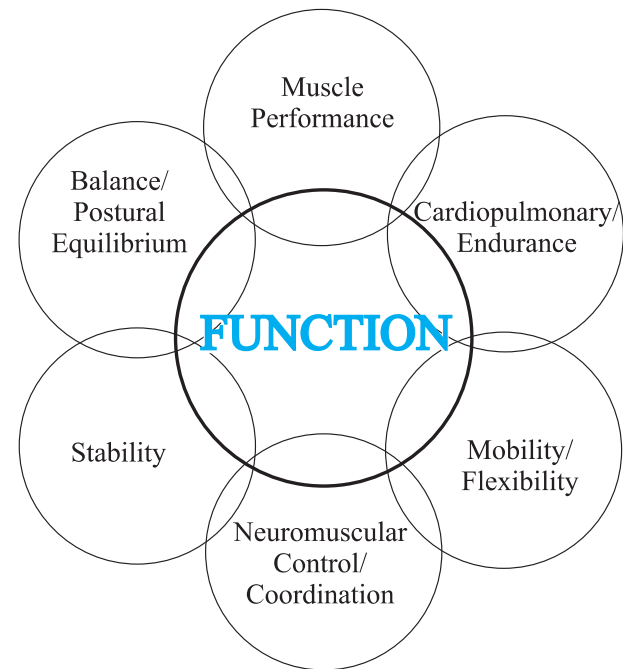 Muscle
Performance
Balance/
Postural
Equilibrium
Cardiopulmonary/
Endurance
FUNCTION
Stability
Mobility/
Flexibility
Neuromuscular
Control/
Coordination